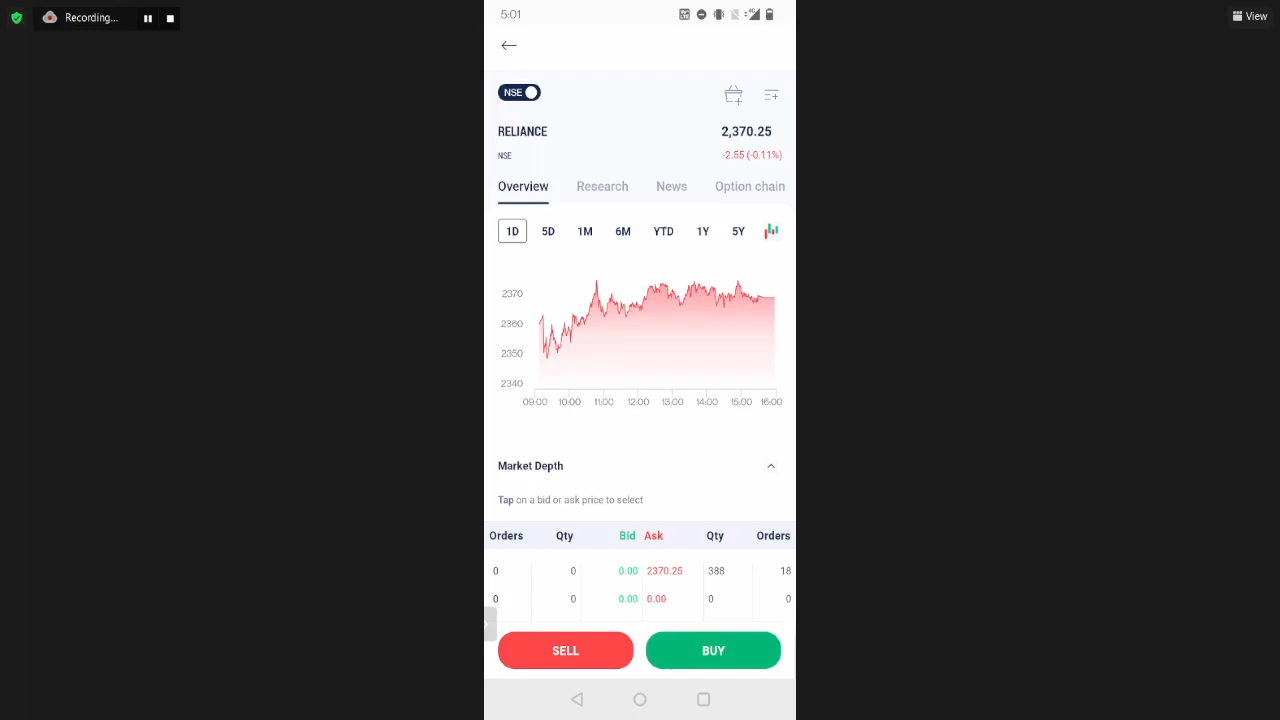 Recording...
View
5:01
NSE
RELIANCE 2,370.25
NSE -2.55 (-0.11%)
Overview Research News Option chain
1D 5D 1M 6M YTD 1Y 5Y
2370
2360
2350
2340
09:00 10:00 11:00 12:00 13:00 14:00 15:00 16:00
Market Depth
Tap on a bid or ask price to select
Orders Qty Bid Ask Qty Orders
0 0 0.00 2370.25 388 18
0 0 0.00 0.00 0 0
SELL BUY